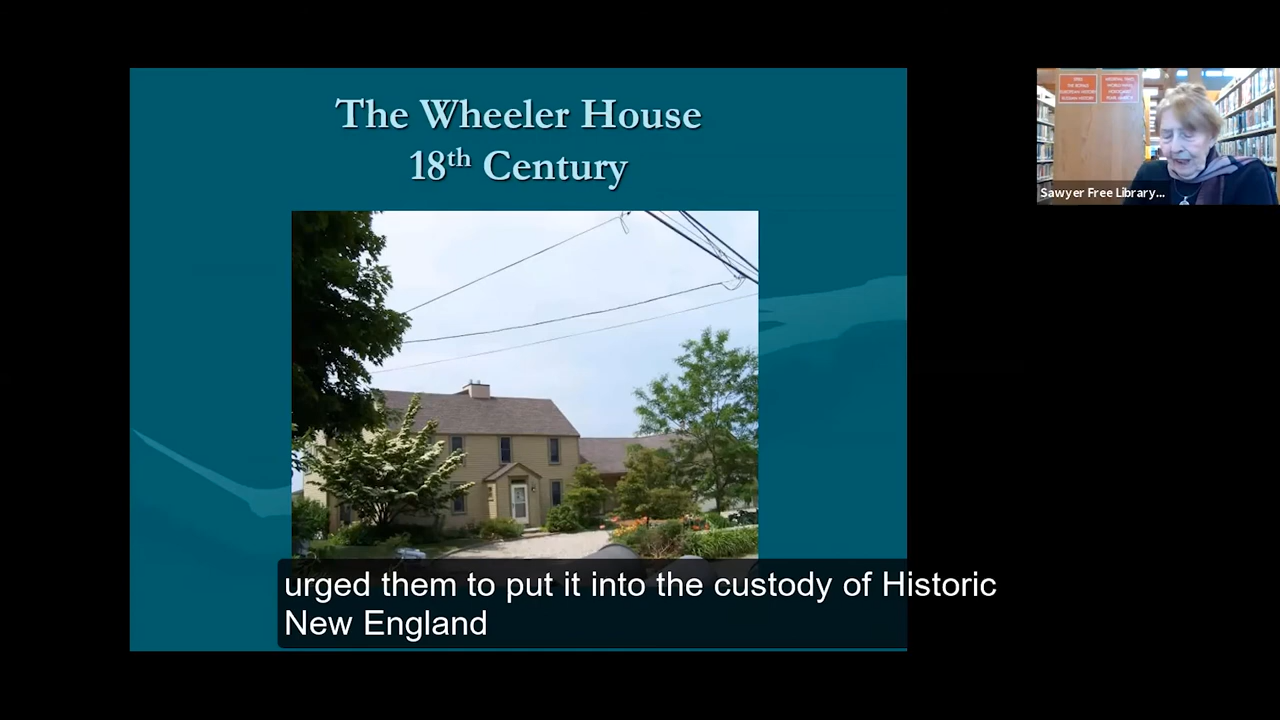 The Wheeler House
18th Century
Sawyer Free Library...
urged them to put it into the custody of Historic
New England